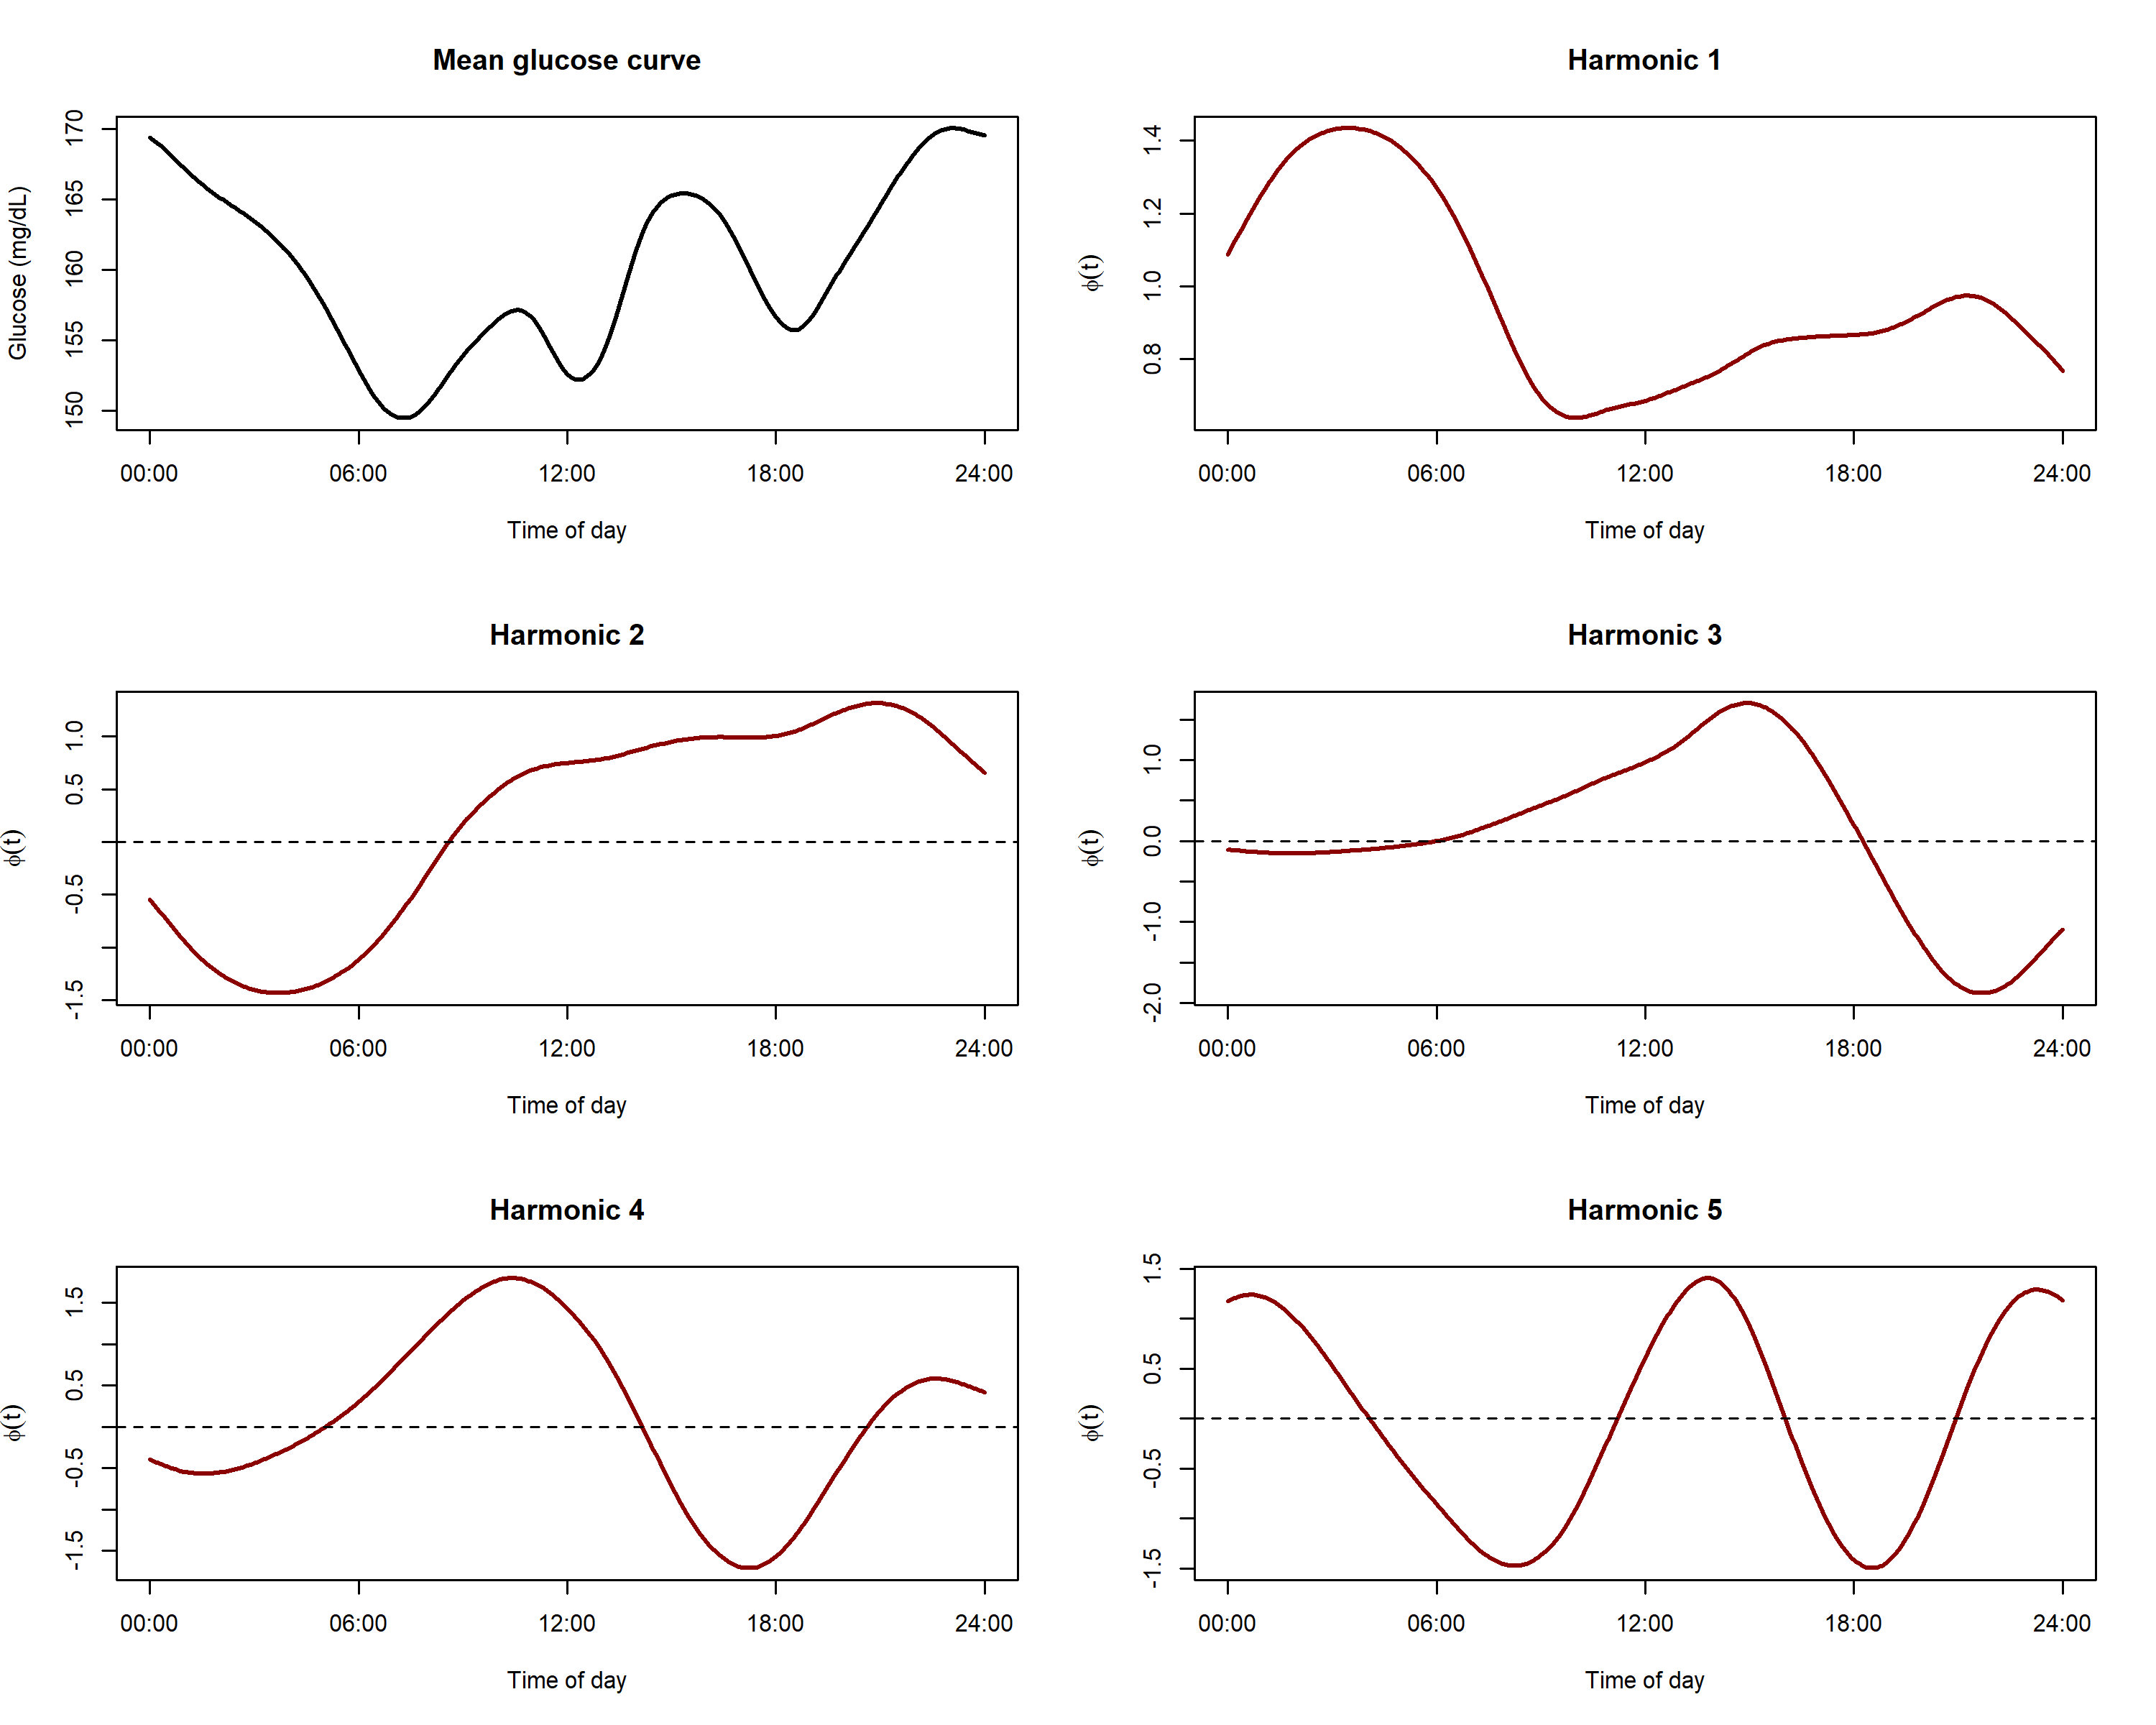 Mean glucose curve
Glucose (mg/dL)
170
165
160
155
150
00:00 06:00 12:00 18:00 24:00
Time of day
Harmonic 1
ϕ(t)
1.4
1.2
1.0
0.8
00:00 06:00 12:00 18:00 24:00
Time of day
Harmonic 2
ϕ(t)
1.0
0.5
-0.5
-1.5
00:00 06:00 12:00 18:00 24:00
Time of day
Harmonic 3
ϕ(t)
1.0
0.0
-1.0
-2.0
00:00 06:00 12:00 18:00 24:00
Time of day
Harmonic 4
ϕ(t)
1.5
0.5
-0.5
-1.5
00:00 06:00 12:00 18:00 24:00
Time of day
Harmonic 5
ϕ(t)
1.5
0.5
-0.5
-1.5
00:00 06:00 12:00 18:00 24:00
Time of day